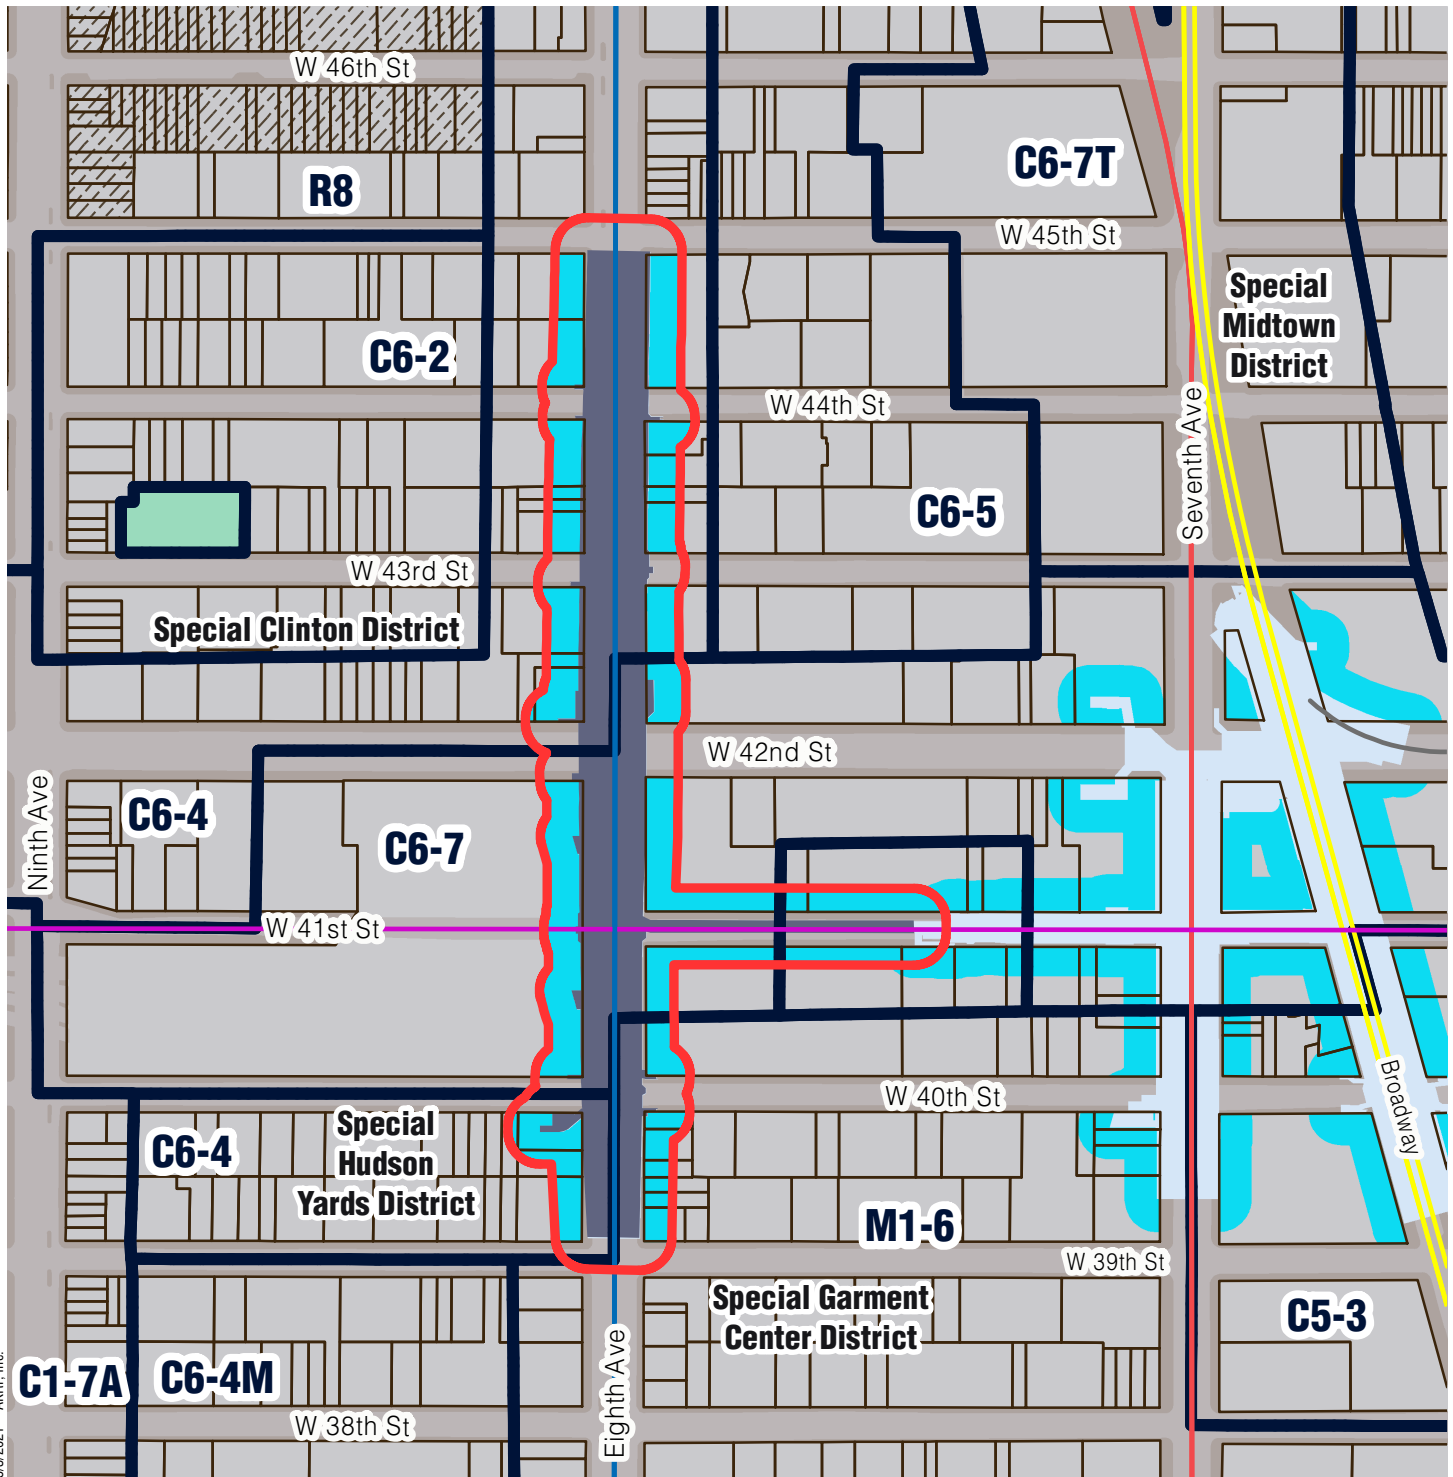 W 46th St
R8
C6-7T
W 45th St
Special
Midtown
District
C6-2
W 44th St
Seventh Ave
C6-5
W 43rd St
Special Clinton District
W 42nd St
Ninth Ave
C6-4
C6-7
W 41st St
W 40th St
Broadway
C6-4
Special
Hudson
Yards District
M1-6
W 39th St
Special Garment
Center District
C5-3
Eighth Ave
C1-7A
C6-4M
W 38th St